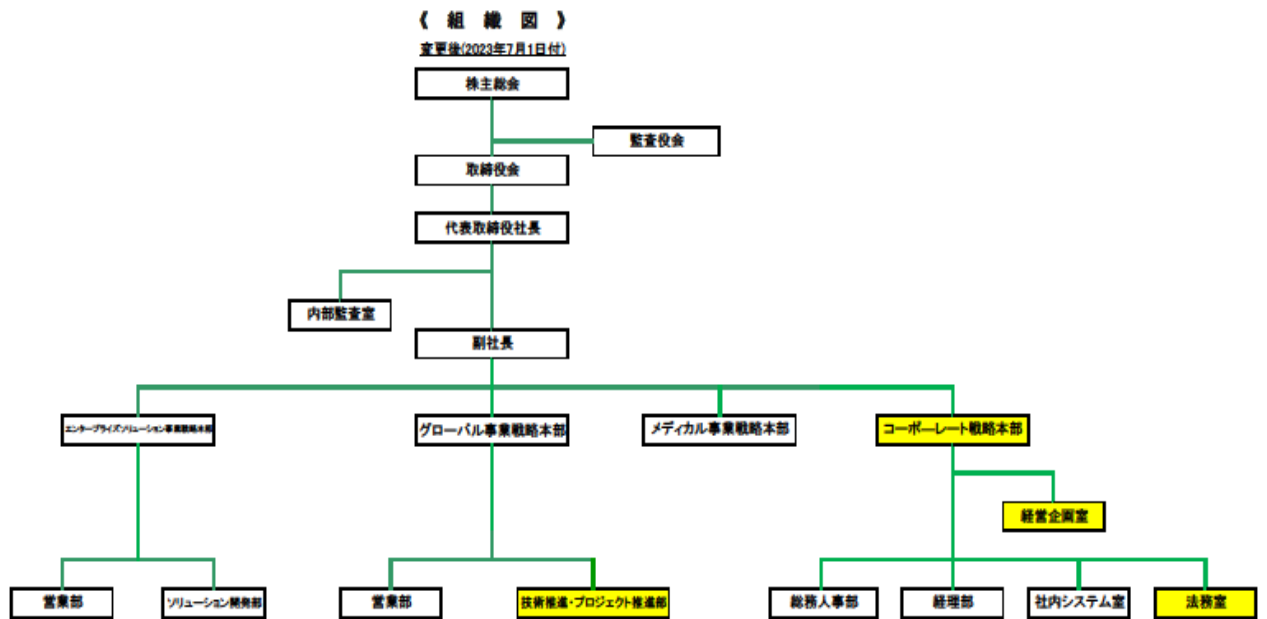 《 組 織 図 》
変更後(2023年7月1日付)
株主総会
監査役会
取締役会
代表取締役社長
内部監査室
副社長
エンタープライズソリューション事業戦略本部
グローバル事業戦略本部
メディカル事業戦略本部
コーポーレート戦略本部
経営企画室
営業部
ソリューション開発部
営業部
技術推進・プロジェクト推進部
総務人事部
経理部
社内システム室
法務室